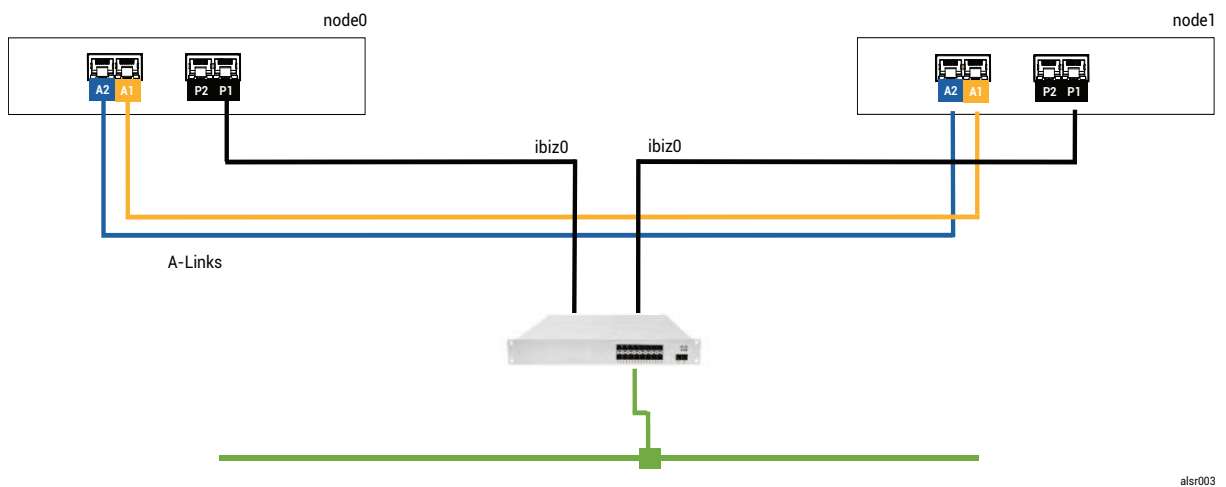 node0
node1
A2 A1 P2 P1
A2 A1 P2 P1
ibiz0
ibiz0
A-Links
alsr003